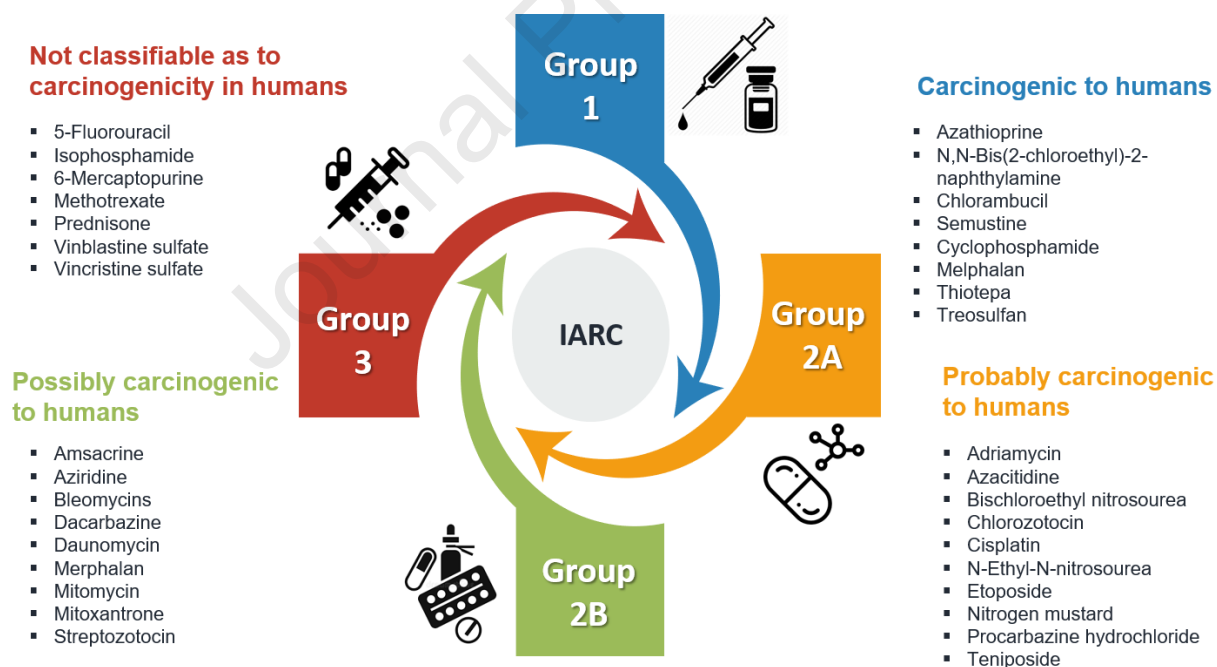 Not classifiable as to
carcinogenicity in humans
▪ 5-Fluorouracil
▪ Isophosphamide
▪ 6-Mercaptopurine
▪ Methotrexate
▪ Prednisone
▪ Vinblastine sulfate
▪ Vincristine sulfate
Group
1
Carcinogenic to humans
▪ Azathioprine
▪ N,N-Bis(2-chloroethyl)-2-
naphthylamine
▪ Chlorambucil
▪ Semustine
▪ Cyclophosphamide
▪ Melphalan
▪ Thiotepa
▪ Treosulfan
Group
3
IARC
Group
2A
Possibly carcinogenic
to humans
▪ Amsacrine
▪ Aziridine
▪ Bleomycins
▪ Dacarbazine
▪ Daunomycin
▪ Merphalan
▪ Mitomycin
▪ Mitoxantrone
▪ Streptozotocin
Group
2B
Probably carcinogenic
to humans
▪ Adriamycin
▪ Azacitidine
▪ Bischloroethyl nitrosourea
▪ Chlorozotocin
▪ Cisplatin
▪ N-Ethyl-N-nitrosourea
▪ Etoposide
▪ Nitrogen mustard
▪ Procarbazine hydrochloride
▪ Teniposide
Journal